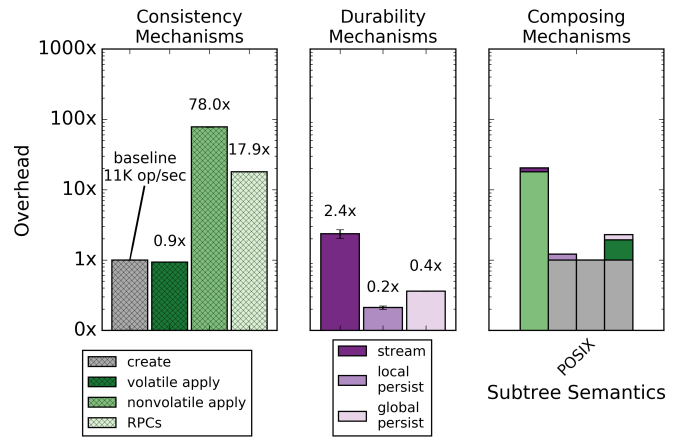 Consistency
Mechanisms
Durability
Mechanisms
Composing
Mechanisms
Overhead
1000x
100x
10x
1x
0x
baseline
11K op/sec
0.9x
78.0x
17.9x
2.4x
0.2x
0.4x
POSIX
Subtree Semantics
create
volatile apply
nonvolatile apply
RPCs
stream
local
persist
global
persist